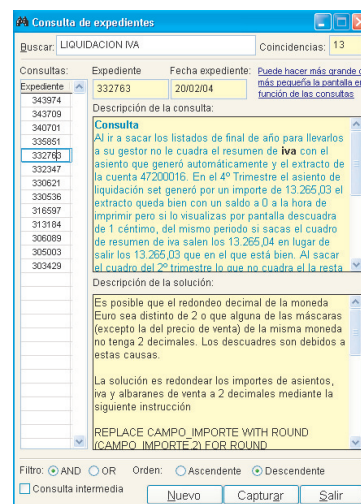 Consulta de expedientes
Buscar: LIQUIDACION IVA
Coincidencias: 13
Consultas:
Expediente
343974
343709
340701
335851
332763
332347
330621
330536
316597
313184
306089
305003
303429
Expediente Fecha expediente:
332763 20/02/04
Puede hacer más grande o
más pequeña la pantalla en
función de las consultas
Descripción de la consulta:
Consulta
Al ir a sacar los listados de final de año para llevarlos
a su gestor no le cuadra el resumen de iva con el
asiento que generó automáticamente y el extracto de
la cuenta 47200016. En el 4º Trimestre el asiento de
liquidación set generó por un importe de 13.265,03 el
extracto queda bien con un saldo a 0 a la hora de
imprimir pero si lo visualizas por pantalla descuadra
de 1 céntimo, del mismo periodo si sacas el cuadro
de resumen de iva salen los 13.265,04 en lugar de
salir los 13.265,03 que en el que está bien. Al sacar
el cuadro del 2º trimestre lo que no cuadra el la resta
Descripción de la solución:
Es posible que el redondeo decimal de la moneda
Euro sea distinto de 2 o que alguna de las máscaras
(excepto la del precio de venta) de la misma moneda
no tenga 2 decimales. Los descuadres son debidos a
estas causas.
La solución es redondear los importes de asientos,
iva y albaranes de venta a 2 decimales mediante la
siguiente instrucción
REPLACE CAMPO_IMPORTE WITH ROUND
(CAMPO_IMPORTE,2) FOR ROUND
Filtro: AND OR Orden: Ascendente Descendente
Consulta intermedia
Nuevo Capturar Salir